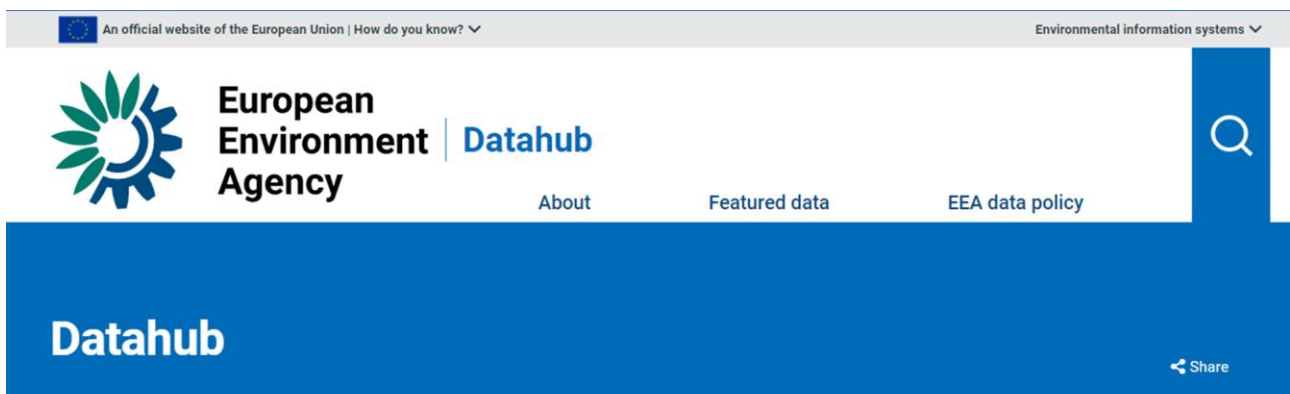 An official website of the European Union | How do you know?
Environmental information systems
European
Environment
Agency
Datahub
About
Featured data
EEA data policy
Datahub
Share